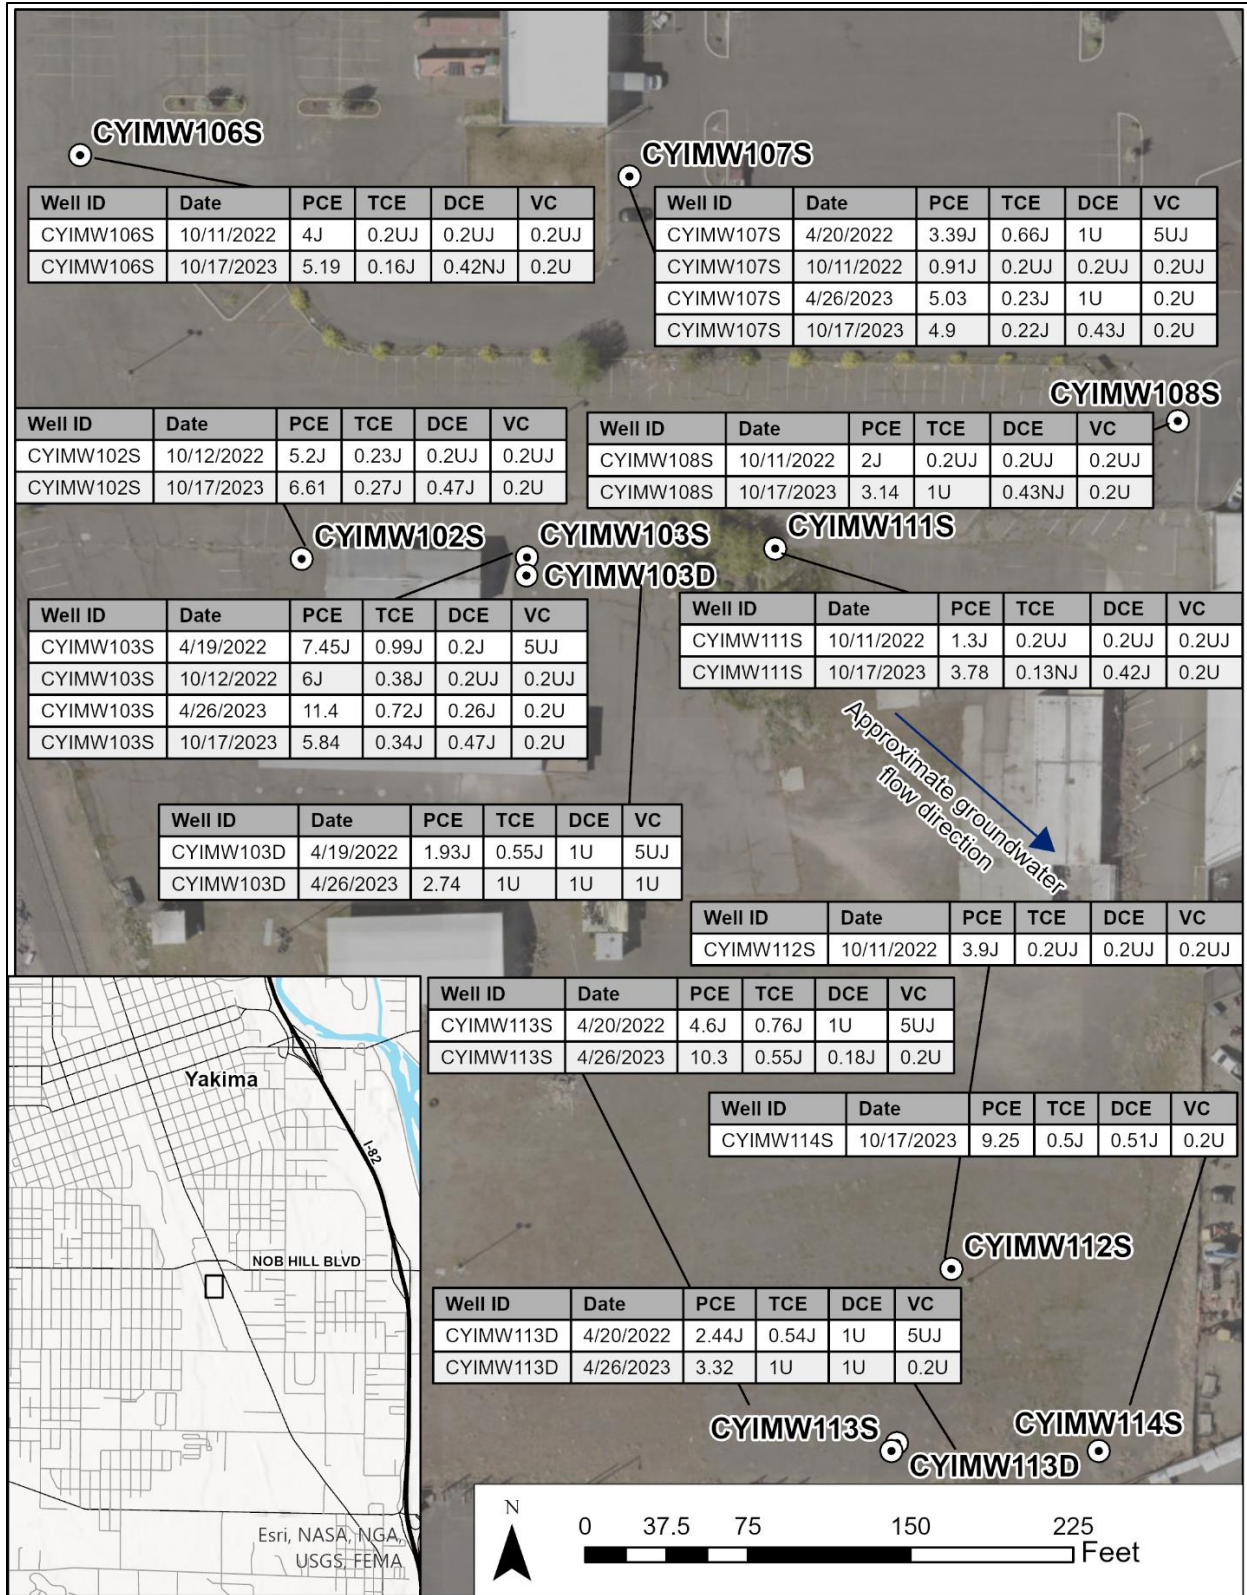 CYIMW106S
Well ID Date PCE TCE DCE VC
CYIMW106S 10/11/2022 4J 0.2UJ 0.2UJ 0.2UJ
CYIMW106S 10/17/2023 5.19 0.16J 0.42NJ 0.2U
CYIMW107S
Well ID Date PCE TCE DCE VC
CYIMW107S 4/20/2022 3.39J 0.66J 1U 5UJ
CYIMW107S 10/11/2022 0.91J 0.2UJ 0.2UJ 0.2UJ
CYIMW107S 4/26/2023 5.03 0.23J 1U 0.2U
CYIMW107S 10/17/2023 4.9 0.22J 0.43J 0.2U
Well ID Date PCE TCE DCE VC
CYIMW102S 10/12/2022 5.2J 0.23J 0.2UJ 0.2UJ
CYIMW102S 10/17/2023 6.61 0.27J 0.47J 0.2U
CYIMW102S
CYIMW108S
Well ID Date PCE TCE DCE VC
CYIMW108S 10/11/2022 2J 0.2UJ 0.2UJ 0.2UJ
CYIMW108S 10/17/2023 3.14 1U 0.43NJ 0.2U
CYIMW103S
CYIMW103D
CYIMW111S
Well ID Date PCE TCE DCE VC
CYIMW103S 4/19/2022 7.45J 0.99J 0.2J 5UJ
CYIMW103S 10/12/2022 6J 0.38J 0.2UJ 0.2UJ
CYIMW103S 4/26/2023 11.4 0.72J 0.26J 0.2U
CYIMW103S 10/17/2023 5.84 0.34J 0.47J 0.2U
Well ID Date PCE TCE DCE VC
CYIMW111S 10/11/2022 1.3J 0.2UJ 0.2UJ 0.2UJ
CYIMW111S 10/17/2023 3.78 0.13NJ 0.42J 0.2U
Approximate groundwater
flow direction
Well ID Date PCE TCE DCE VC
CYIMW103D 4/19/2022 1.93J 0.55J 1U 5UJ
CYIMW103D 4/26/2023 2.74 1U 1U 1U
Well ID Date PCE TCE DCE VC
CYIMW112S 10/11/2022 3.9J 0.2UJ 0.2UJ 0.2UJ
Well ID Date PCE TCE DCE VC
CYIMW113S 4/20/2022 4.6J 0.76J 1U 5UJ
CYIMW113S 4/26/2023 10.3 0.55J 0.18J 0.2U
Well ID Date PCE TCE DCE VC
CYIMW114S 10/17/2023 9.25 0.5J 0.51J 0.2U
CYIMW112S
Well ID Date PCE TCE DCE VC
CYIMW113D 4/20/2022 2.44J 0.54J 1U 5UJ
CYIMW113D 4/26/2023 3.32 1U 1U 0.2U
CYIMW113S
CYIMW113D
CYIMW114S
Yakima
I-82
NOB HILL BLVD
Esri, NASA, NGA,
USGS, FEMA
N
0 37.5 75 150 225
Feet